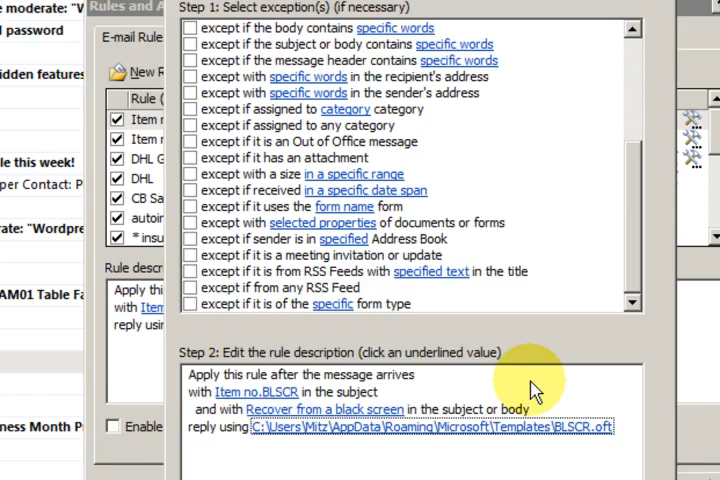 e moderate: "W
l password
idden features
le this week!
per Contact: P
rate: "Wordpre
AM01 Table Fa
ness Month P
Rules and A
E-mail Rule
New R
Rule (
Item r
Item r
DHL G
DHL
CB Sa
autoir
* insu
Rule descri
Apply thi
with Item
reply usin
Enable
Step 1: Select exception(s) (if necessary)
except if the body contains specific words
except if the subject or body contains specific words
except if the message header contains specific words
except with specific words in the recipient's address
except with specific words in the sender's address
except if assigned to category category
except if assigned to any category
except if it is an Out of Office message
except if it has an attachment
except with a size in a specific range
except if received in a specific date span
except if it uses the form name form
except with selected properties of documents or forms
except if sender is in specified Address Book
except if it is a meeting invitation or update
except if it is from RSS Feeds with specified text in the title
except if from any RSS Feed
except if it is of the specific form type
Step 2: Edit the rule description (click an underlined value)
Apply this rule after the message arrives
with Item no.BLSCR in the subject
and with Recover from a black screen in the subject or body
reply using C:\Users\Mitz\AppData\Roaming\Microsoft\Templates\BLSCR.oft